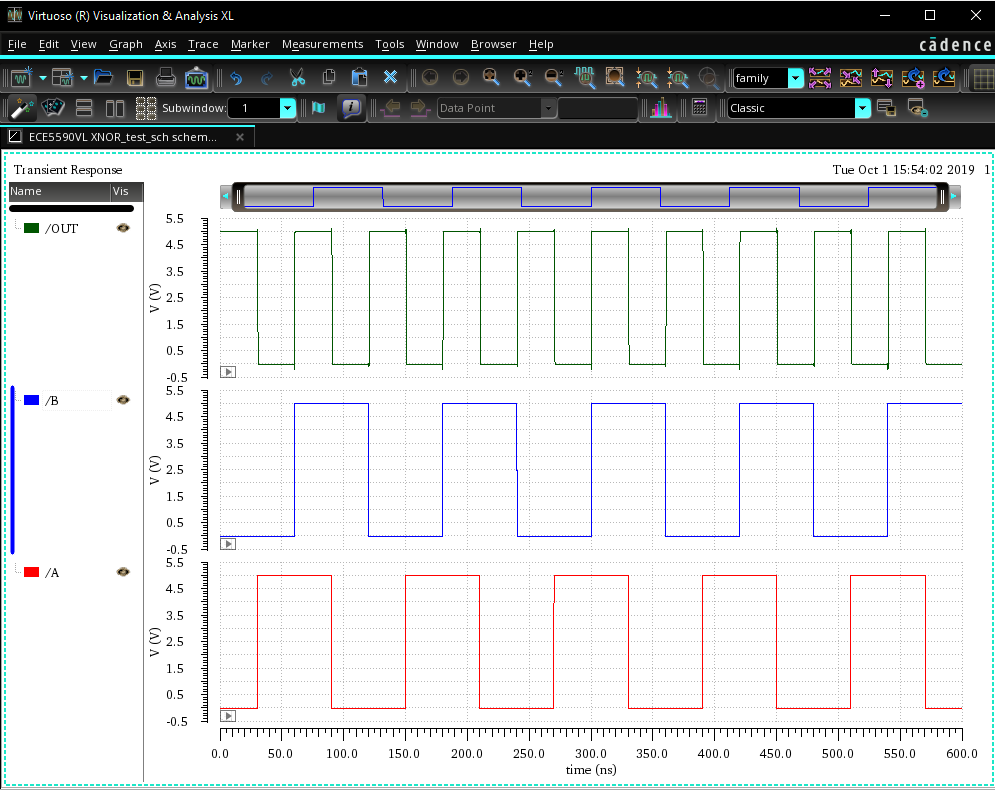 Virtuoso (R) Visualization & Analysis XL
File Edit View Graph Axis Trace Marker Measurements Tools Window Browser Help
cādence
family
Subwindow: 1
Data Point
Classic
ECE5590VL XNOR_test_sch schem...
Transient Response
Tue Oct 1 15:54:02 2019 1
Name Vis
/OUT
5.5
4.5
3.5
2.5
1.5
0.5
-0.5
V (V)
/B
5.5
4.5
3.5
2.5
1.5
0.5
-0.5
V (V)
/A
5.5
4.5
3.5
2.5
1.5
0.5
-0.5
V (V)
0.0 50.0 100.0 150.0 200.0 250.0 300.0 350.0 400.0 450.0 500.0 550.0 600.0
time (ns)